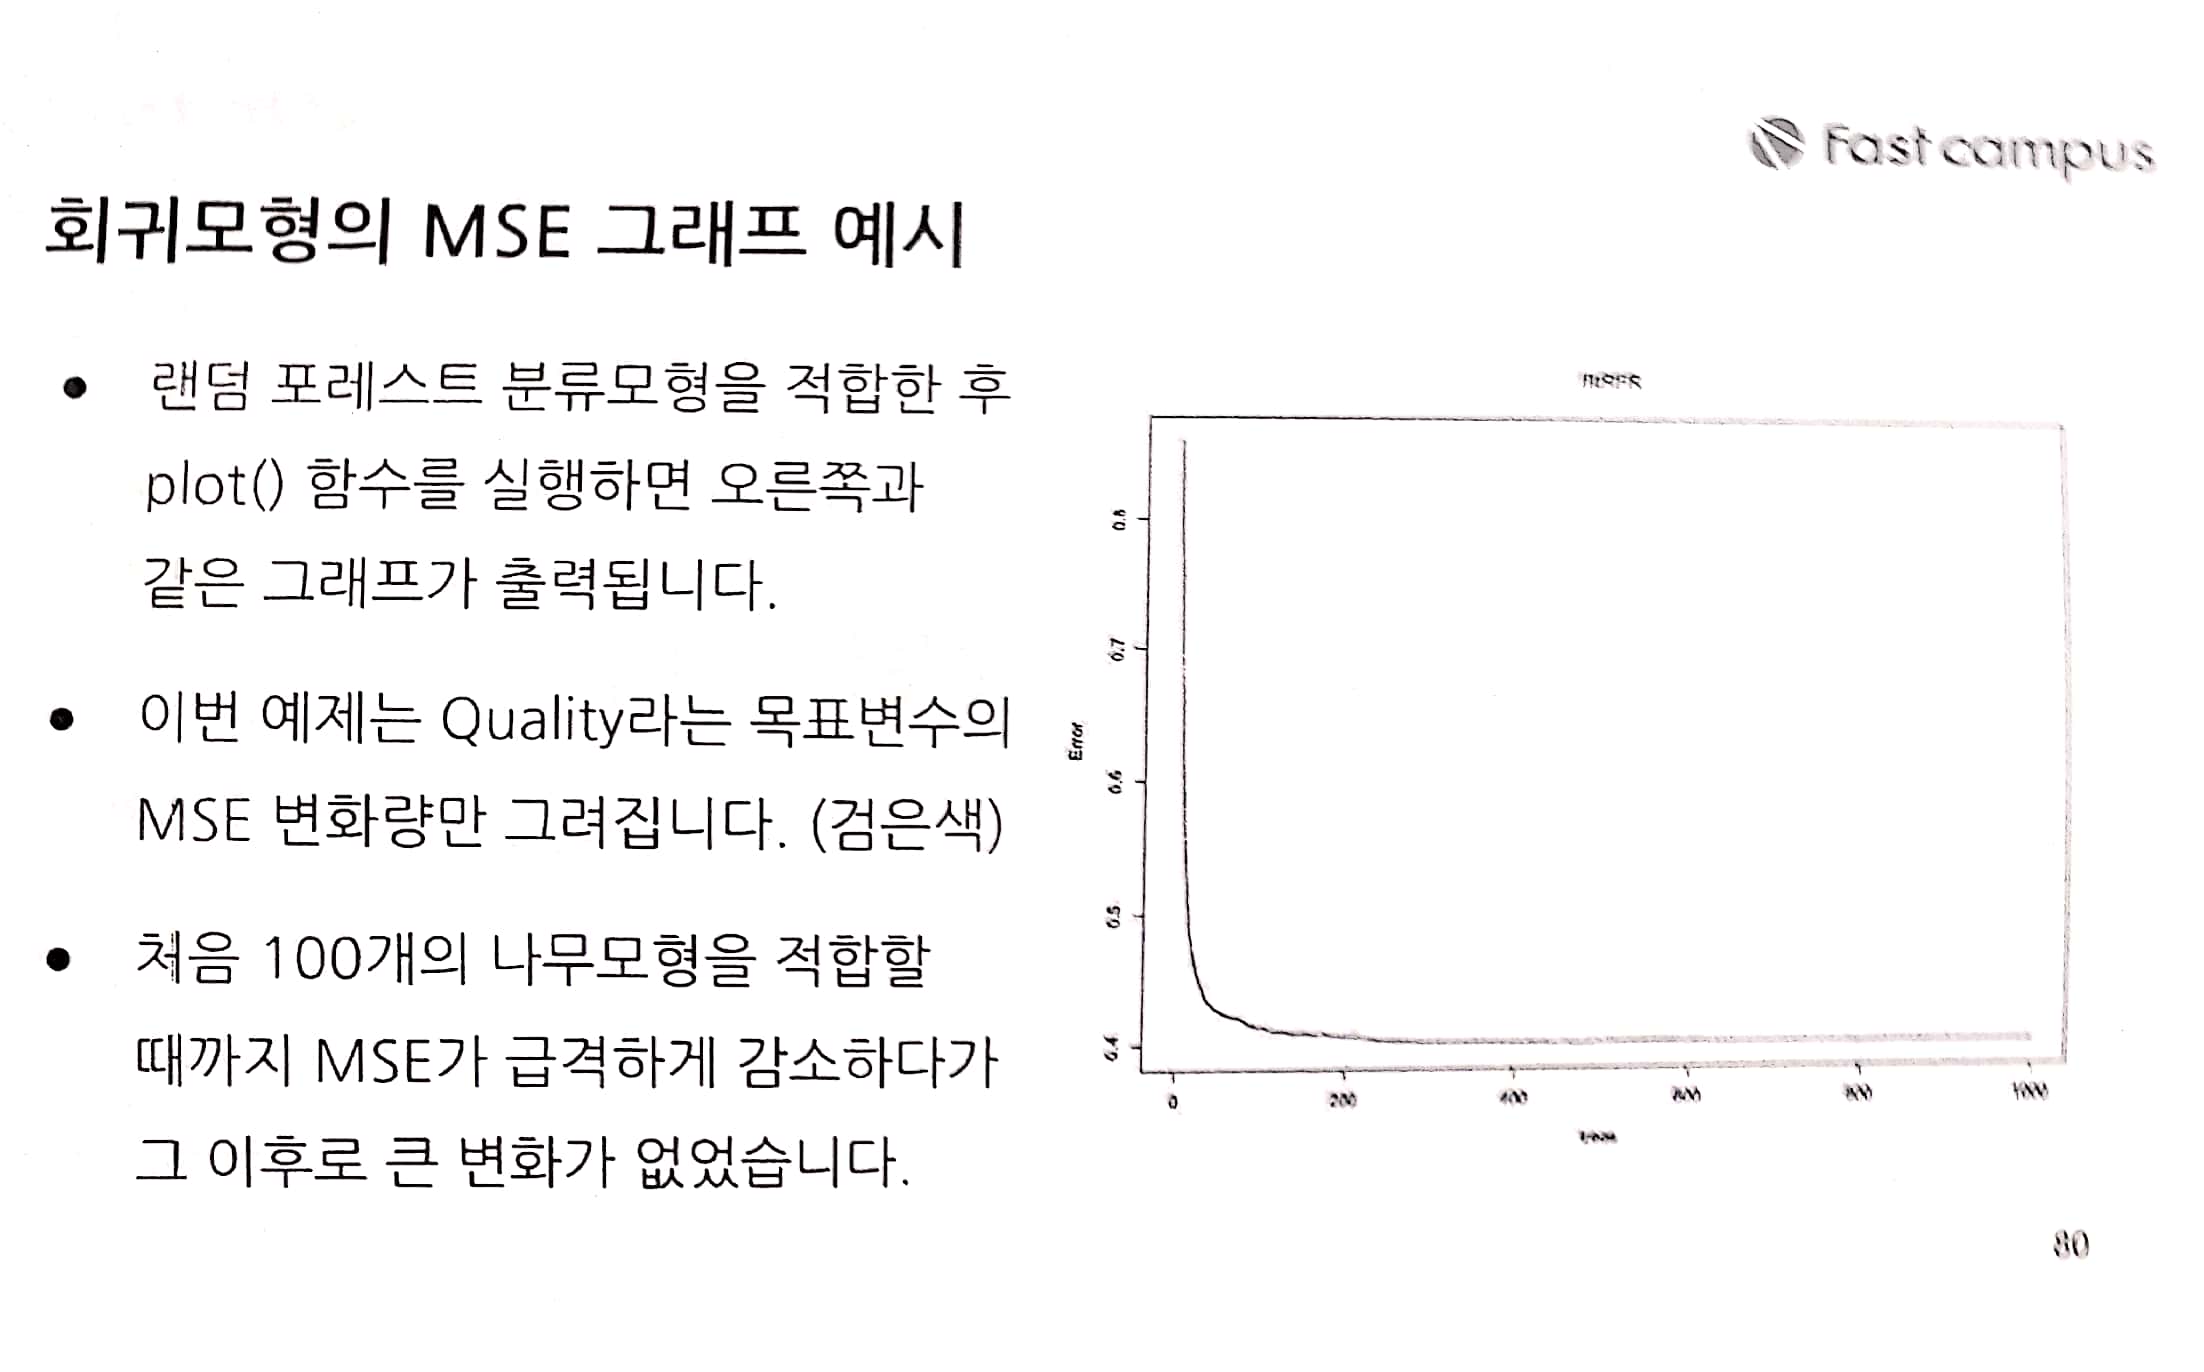 Fast campus
회귀모형의 MSE 그래프 예시
• 랜덤 포레스트 분류모형을 적합한 후
plot() 함수를 실행하면 오른쪽과
같은 그래프가 출력됩니다.
• 이번 예제는 Quality라는 목표변수의
MSE 변화량만 그려집니다. (검은색)
• 처음 100개의 나무모형을 적합할
때까지 MSE가 급격하게 감소하다가
그 이후로 큰 변화가 없었습니다.
Error
0.8
0.7
0.6
0.5
0.4
0 200 400 800 1000
80